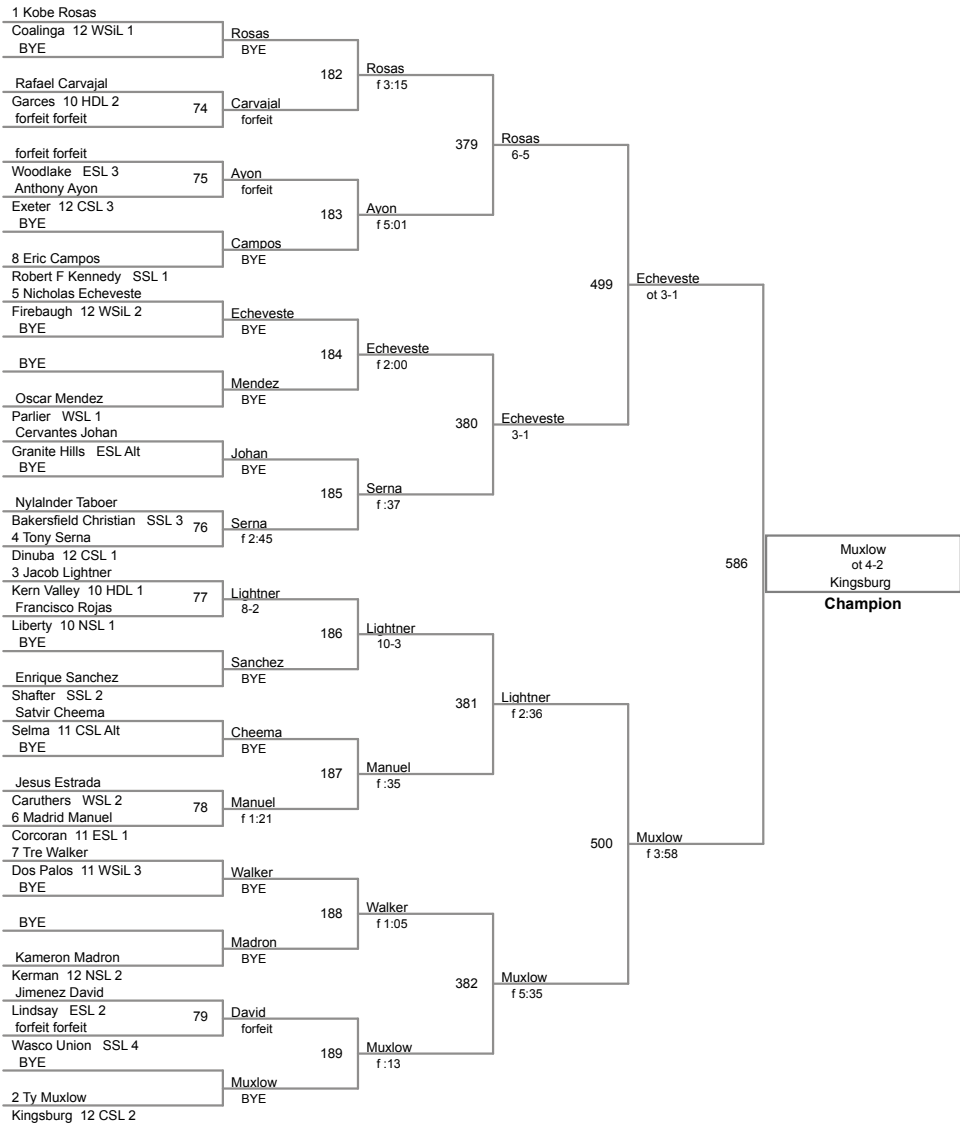 1 Kobe Rosas
Coalinga 12 WSiL 1
BYE
Rafael Carvajal
Garces 10 HDL 2
forfeit forfeit
forfeit forfeit
Woodlake ESL 3
Anthony Ayon
Exeter 12 CSL 3
BYE
8 Eric Campos
Robert F Kennedy SSL 1
5 Nicholas Echeveste
Firebaugh 12 WSiL 2
BYE
BYE
Oscar Mendez
Parlier WSL 1
Cervantes Johan
Granite Hills ESL Alt
BYE
Nylalnder Taboer
Bakersfield Christian SSL 3
4 Tony Serna
Dinuba 12 CSL 1
3 Jacob Lightner
Kern Valley 10 HDL 1
Francisco Rojas
Liberty 10 NSL 1
BYE
Enrique Sanchez
Shafter SSL 2
Satvir Cheema
Selma 11 CSL Alt
BYE
Jesus Estrada
Caruthers WSL 2
6 Madrid Manuel
Corcoran 11 ESL 1
7 Tre Walker
Dos Palos 11 WSiL 3
BYE
BYE
Kameron Madron
Kerman 12 NSL 2
Jimenez David
Lindsay ESL 2
forfeit forfeit
Wasco Union SSL 4
BYE
2 Ty Muxlow
Kingsburg 12 CSL 2
74
75
76
77
78
79
Rosas
BYE
Carvajal
forfeit
Ayon
forfeit
Campos
BYE
Echeveste
BYE
Mendez
BYE
Johan
BYE
Serna
f 2:45
Lightner
8-2
Sanchez
BYE
Cheema
BYE
Manuel
f 1:21
Walker
BYE
Madron
BYE
David
forfeit
Muxlow
BYE
182
183
184
185
186
187
188
189
Rosas
f 3:15
Ayon
f 5:01
Echeveste
f 2:00
Serna
f :37
Lightner
10-3
Manuel
f :35
Walker
f 1:05
Muxlow
f :13
379
380
381
382
Rosas
6-5
Echeveste
3-1
Lightner
f 2:36
Muxlow
f 5:35
499
500
Echeveste
ot 3-1
Muxlow
f 3:58
586
Muxlow
ot 4-2
Kingsburg
Champion